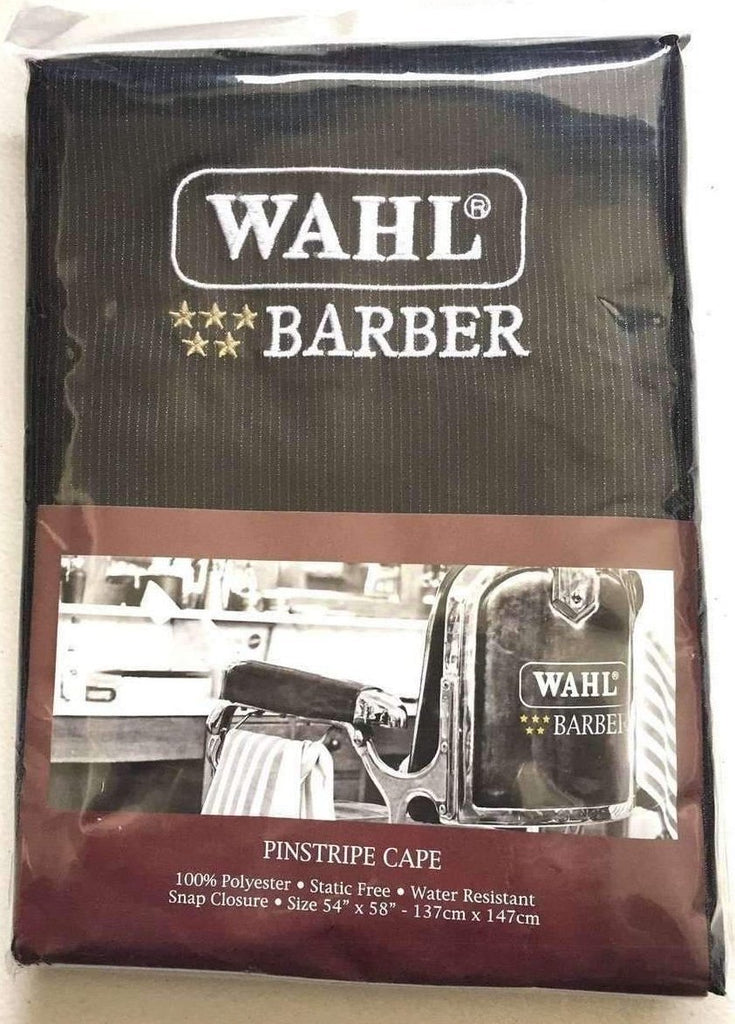 WAHL®
BARBER
WAHL®
BARBER
PINSTRIPE CAPE
100% Polyester • Static Free • Water Resistant
Snap Closure • Size 54” x 58” - 137cm x 147cm